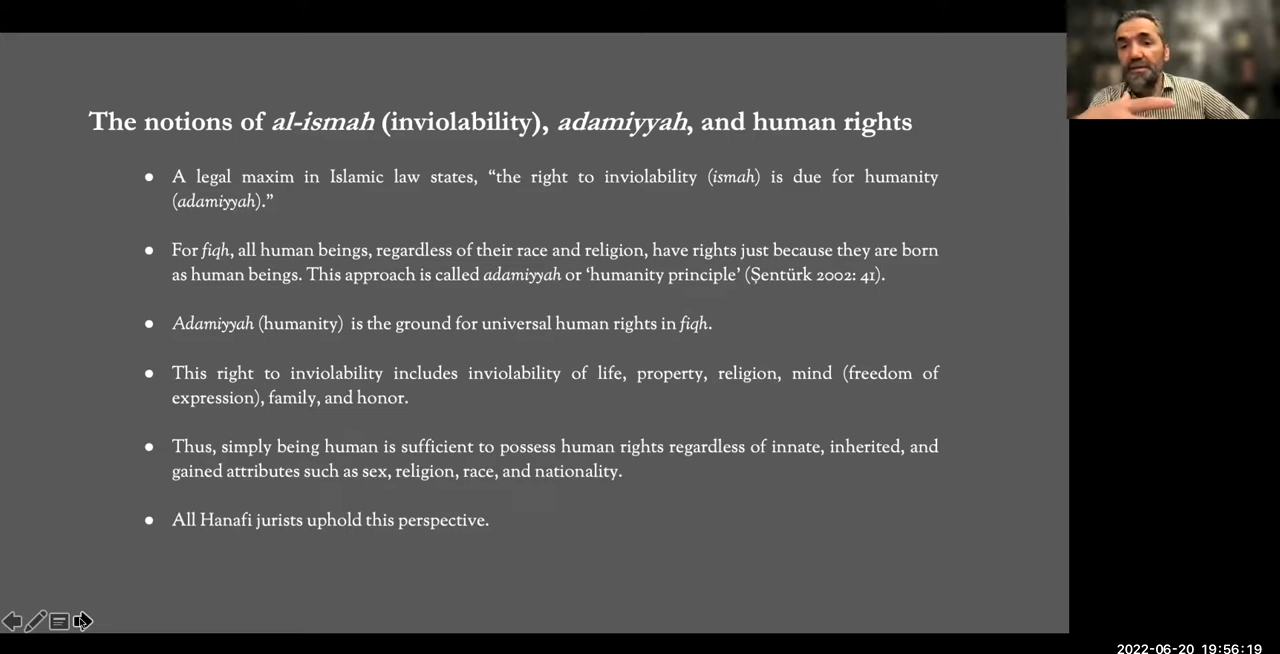 The notions of al-ismah (inviolability), adamiyyah, and human rights
● A legal maxim in Islamic law states, “the right to inviolability (ismah) is due for humanity
(adamiyyah).”
● For fiqh, all human beings, regardless of their race and religion, have rights just because they are born
as human beings. This approach is called adamiyyah or ‘humanity principle’ (Şentürk 2002: 41).
● Adamiyyah (humanity) is the ground for universal human rights in fiqh.
● This right to inviolability includes inviolability of life, property, religion, mind (freedom of
expression), family, and honor.
● Thus, simply being human is sufficient to possess human rights regardless of innate, inherited, and
gained attributes such as sex, religion, race, and nationality.
● All Hanafi jurists uphold this perspective.
2022-06-20 19:56:19